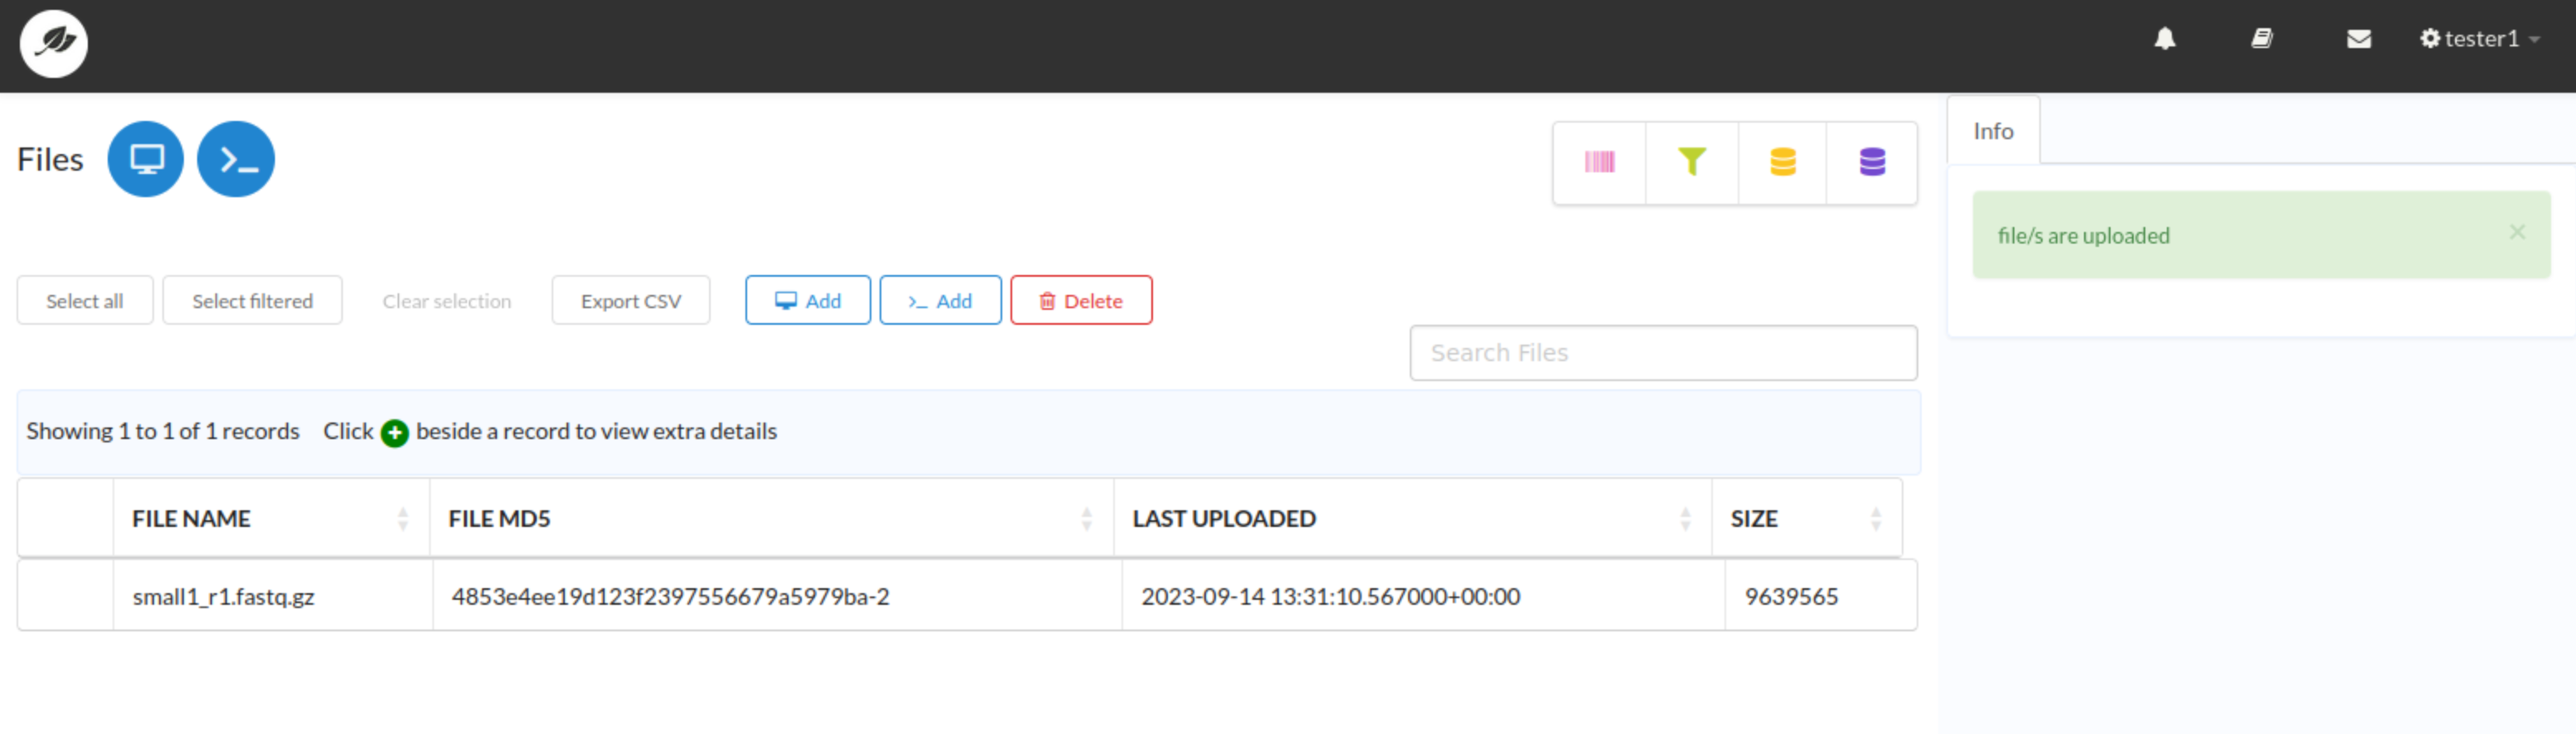 tester1
Files
Info
file/s are uploaded
Select all Select filtered Clear selection Export CSV Add >_ Add Delete
Search Files
Showing 1 to 1 of 1 records Click + beside a record to view extra details
FILE NAME FILE MD5 LAST UPLOADED SIZE
small1_r1.fastq.gz 4853e4ee19d123f2397556679a5979ba-2 2023-09-14 13:31:10.567000+00:00 9639565